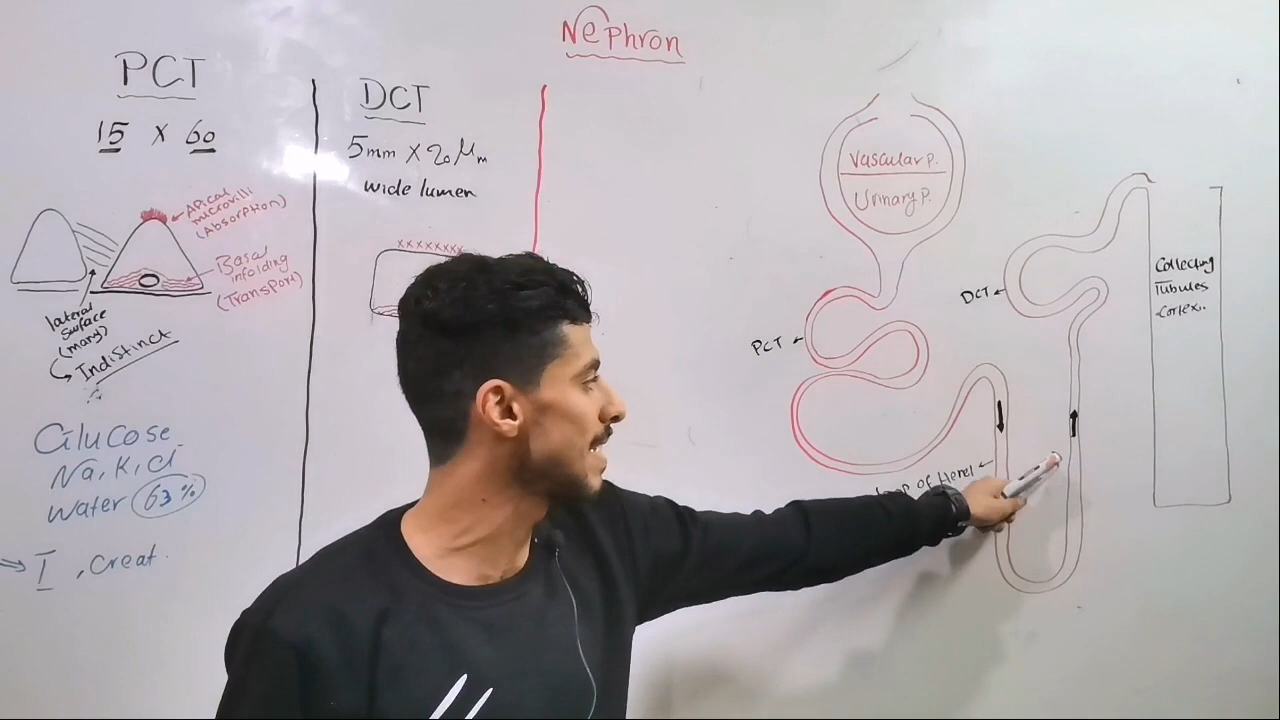 Nephron
PCT
15 x 60
Apical
microvilli
(Absorption)
Basal
infolding
(Transport)
lateral
surface
(many)
Indistinct
Glucose
Na, K, Cl
water 63%
I, creat.
DCT
5mm x 20 μm
wide lumen
xxxxxxxx
Vascular P.
Urinary P.
PCT
Loop of Henel
DCT
Collecting
Tubules
Cortex..